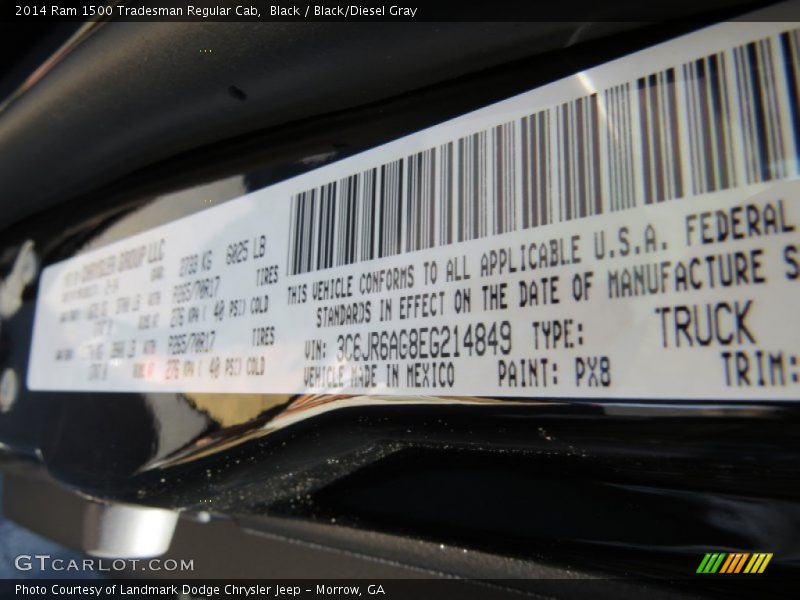 2014 Ram 1500 Tradesman Regular Cab,  Black / Black/Diesel Gray
CHRYSLER GROUP LLC
2733 KG 6025 LB
P265/70R17 TIRES
276 KPA ( 40 PSI) COLD
P265/70R17 TIRES
276 KPA ( 40 PSI) COLD
THIS VEHICLE CONFORMS TO ALL APPLICABLE U.S.A. FEDERAL
STANDARDS IN EFFECT ON THE DATE OF MANUFACTURE S
VIN: 3C6JR6AG8EG214849 TYPE: TRUCK
VEHICLE MADE IN MEXICO PAINT: PX8 TRIM:
GTCARLOT.COM
Photo Courtesy of Landmark Dodge Chrysler Jeep - Morrow, GA